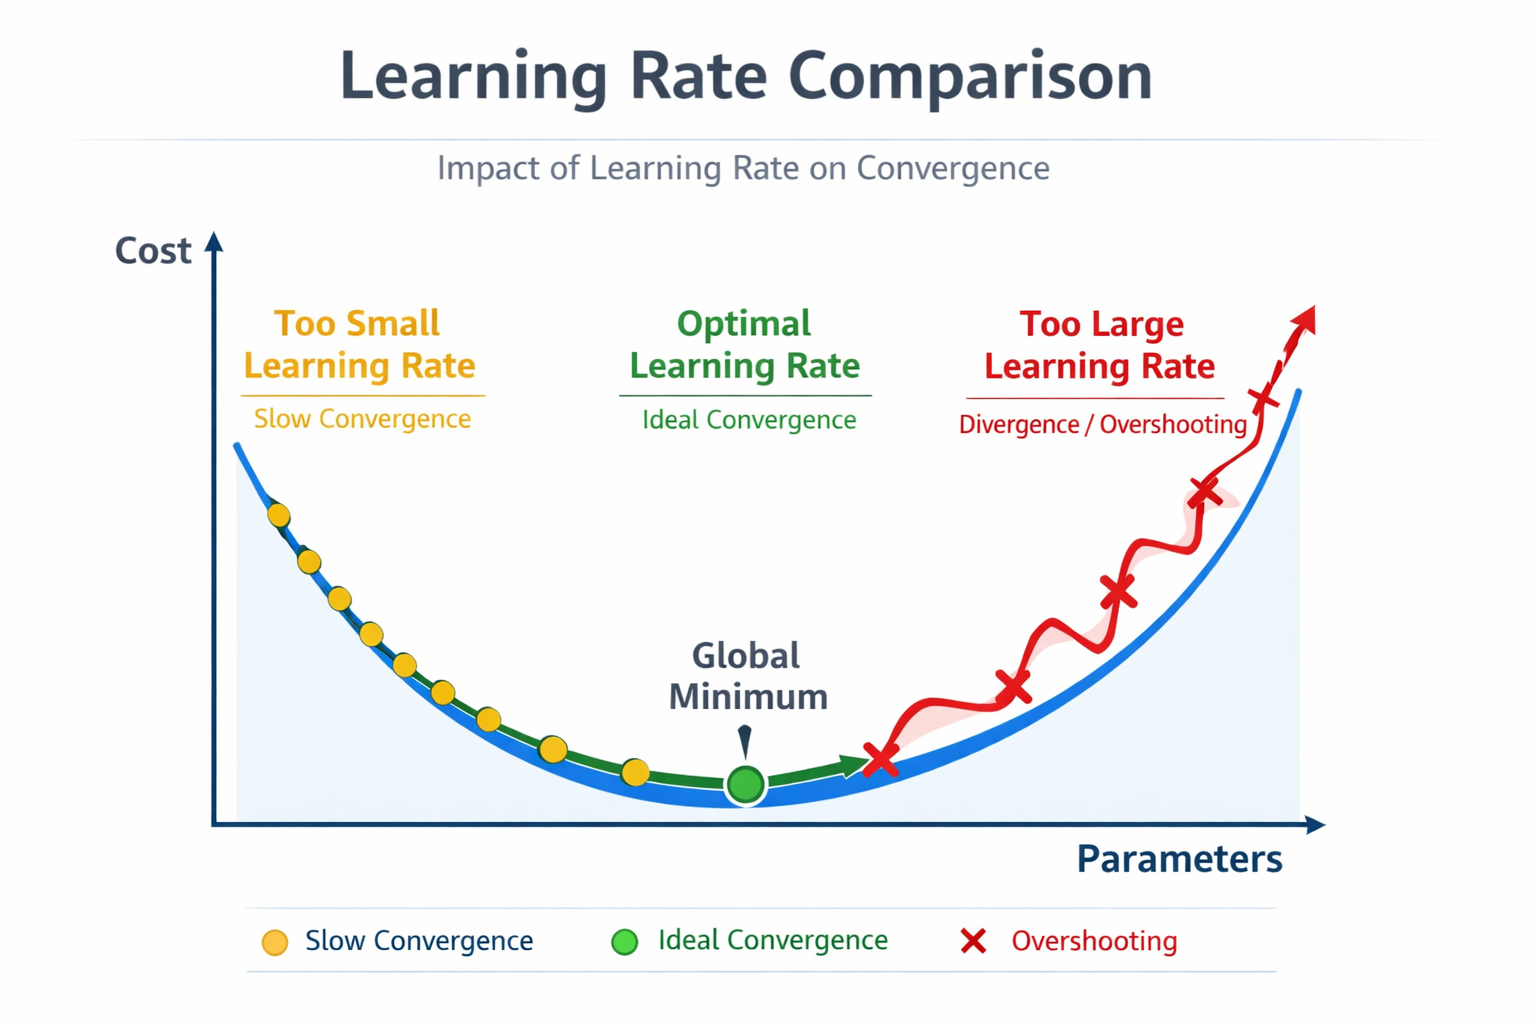 Learning Rate Comparison
Impact of Learning Rate on Convergence
Cost
Too Small
Learning Rate
Slow Convergence
Optimal
Learning Rate
Ideal Convergence
Too Large
Learning Rate
Divergence / Overshooting
Global
Minimum
Parameters
Slow Convergence
Ideal Convergence
Overshooting